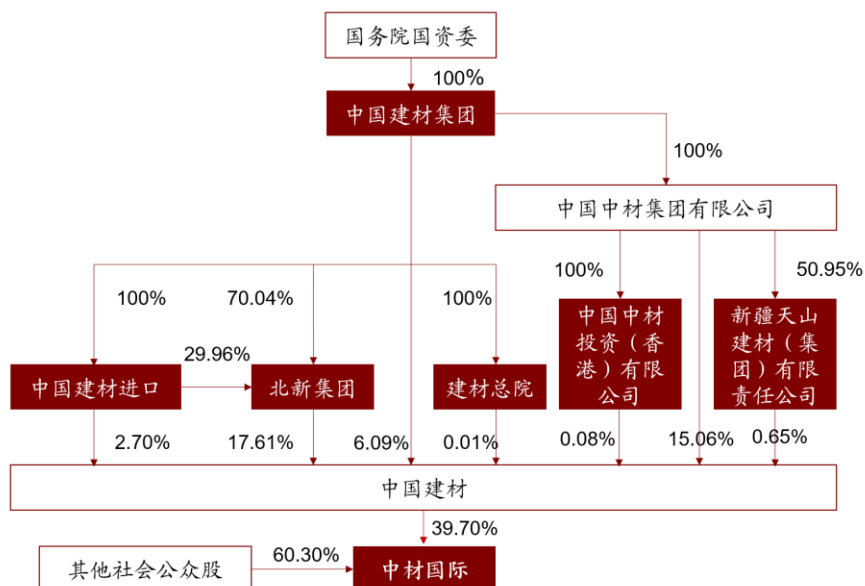 国务院国资委
100%
中国建材集团
100%
中国中材集团有限公司
100%
70.04%
100%
100%
50.95%
29.96%
中国建材进口
北新集团
建材总院
中国中材
投资（香
港）有限
公司
新疆天山
建材（集
团）有限
责任公司
2.70%
17.61%
6.09%
0.01%
0.08%
15.06%
0.65%
中国建材
39.70%
其他社会公众股
60.30%
中材国际